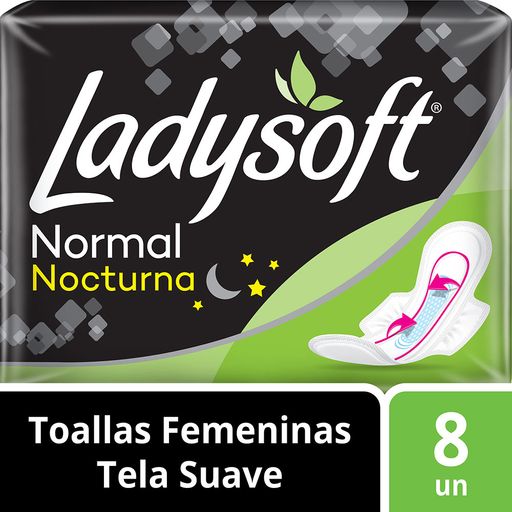 Ladysoft®
Normal
Nocturna
Toallas Femeninas
Tela Suave
8
un